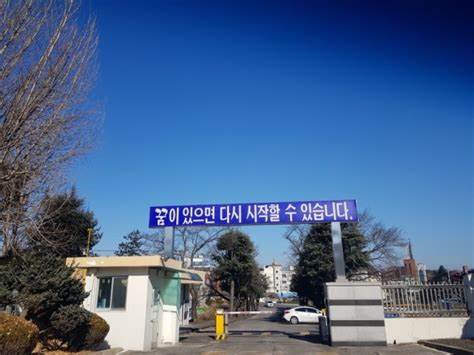 꿈이 있으면 다시 시작할 수 있습니다.